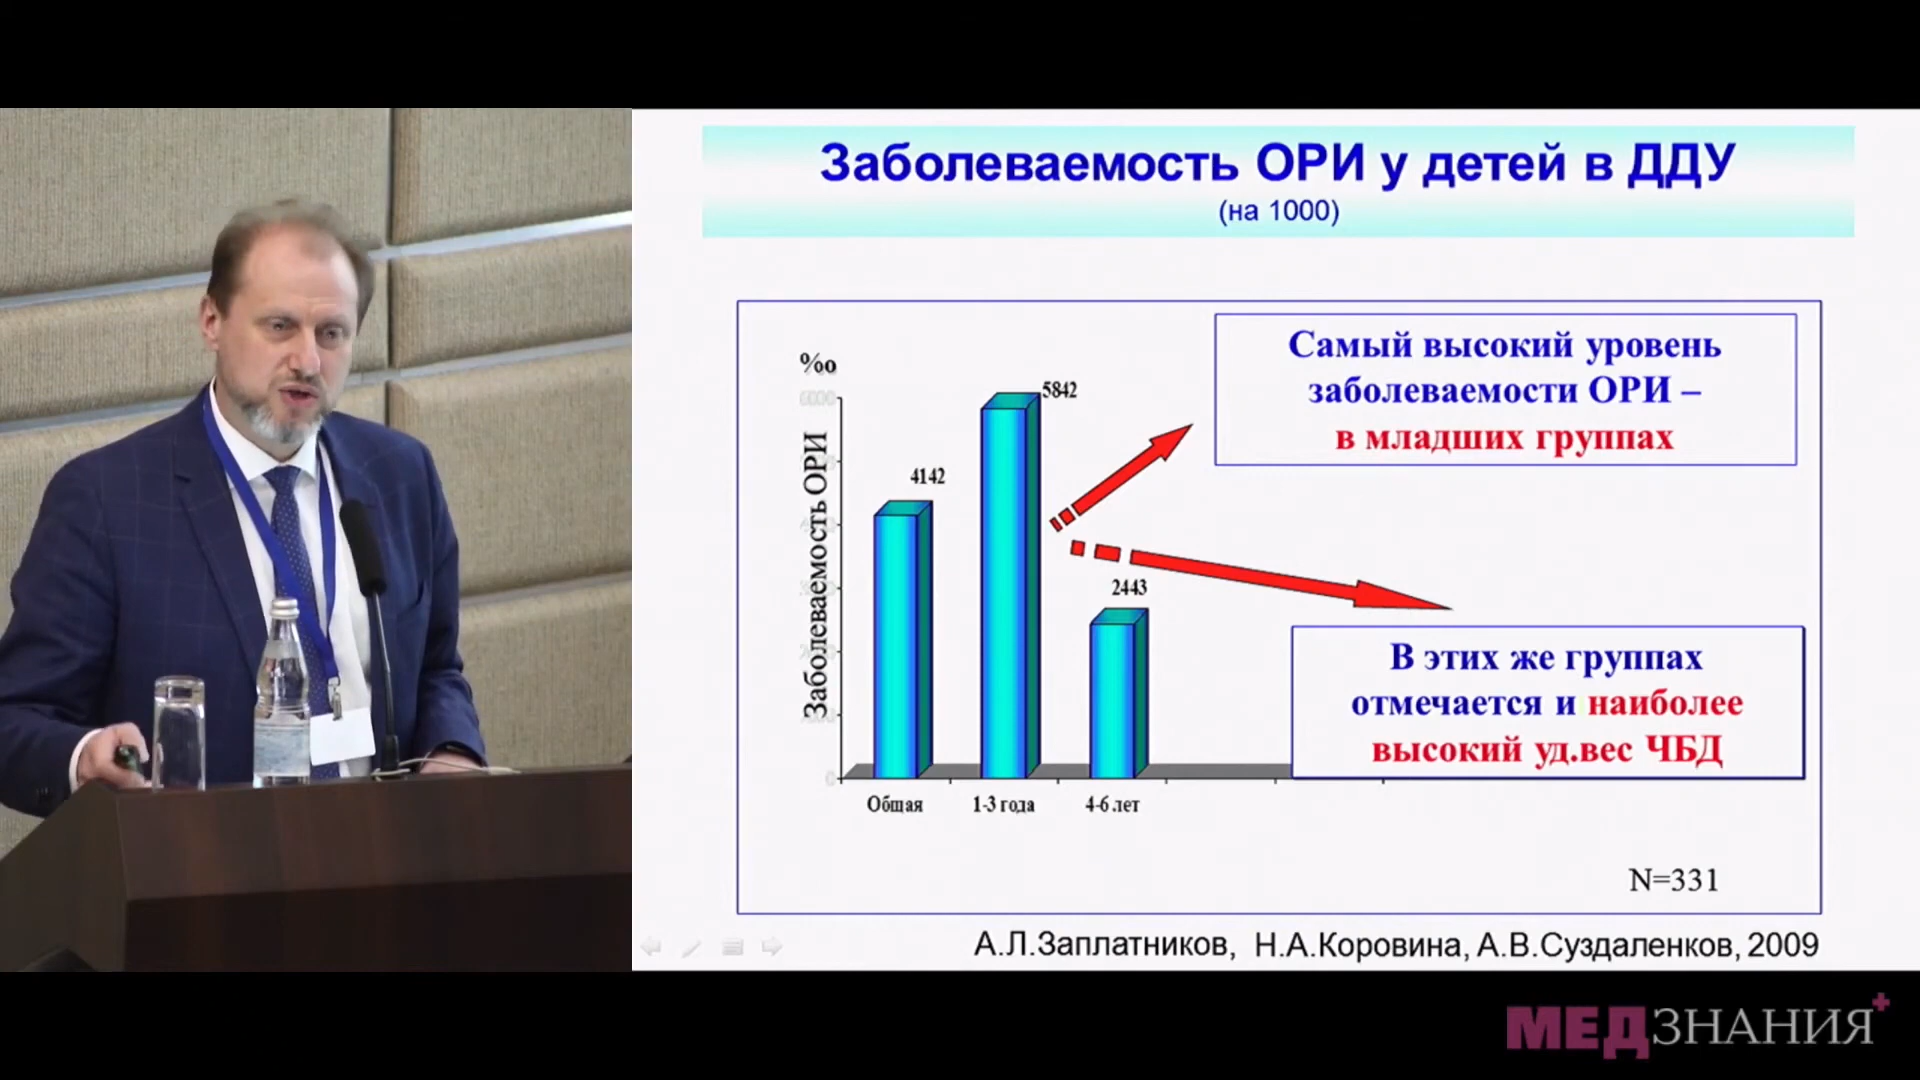 Заболеваемость ОРИ у детей в ДДУ
(на 1000)
‰
Заболеваемость ОРИ
6000
0
4142
5842
2443
Общая
1-3 года
4-6 лет
Самый высокий уровень
заболеваемости ОРИ –
в младших группах
В этих же группах
отмечается и наиболее
высокий уд.вес ЧБД
N=331
А.Л.Заплатников, Н.А.Коровина, А.В.Суздаленков, 2009
МЕДЗНАНИЯ+